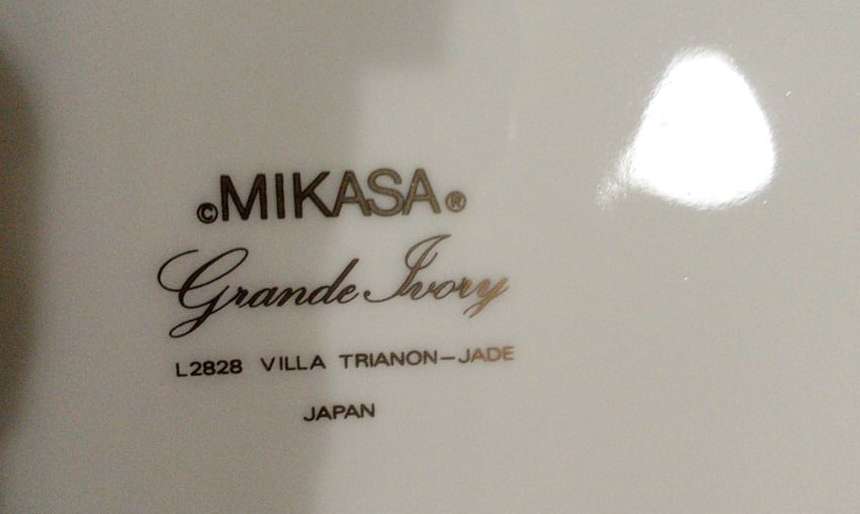 ©MIKASA®
Grande Ivory
L2828 VILLA TRIANON-JADE
JAPAN